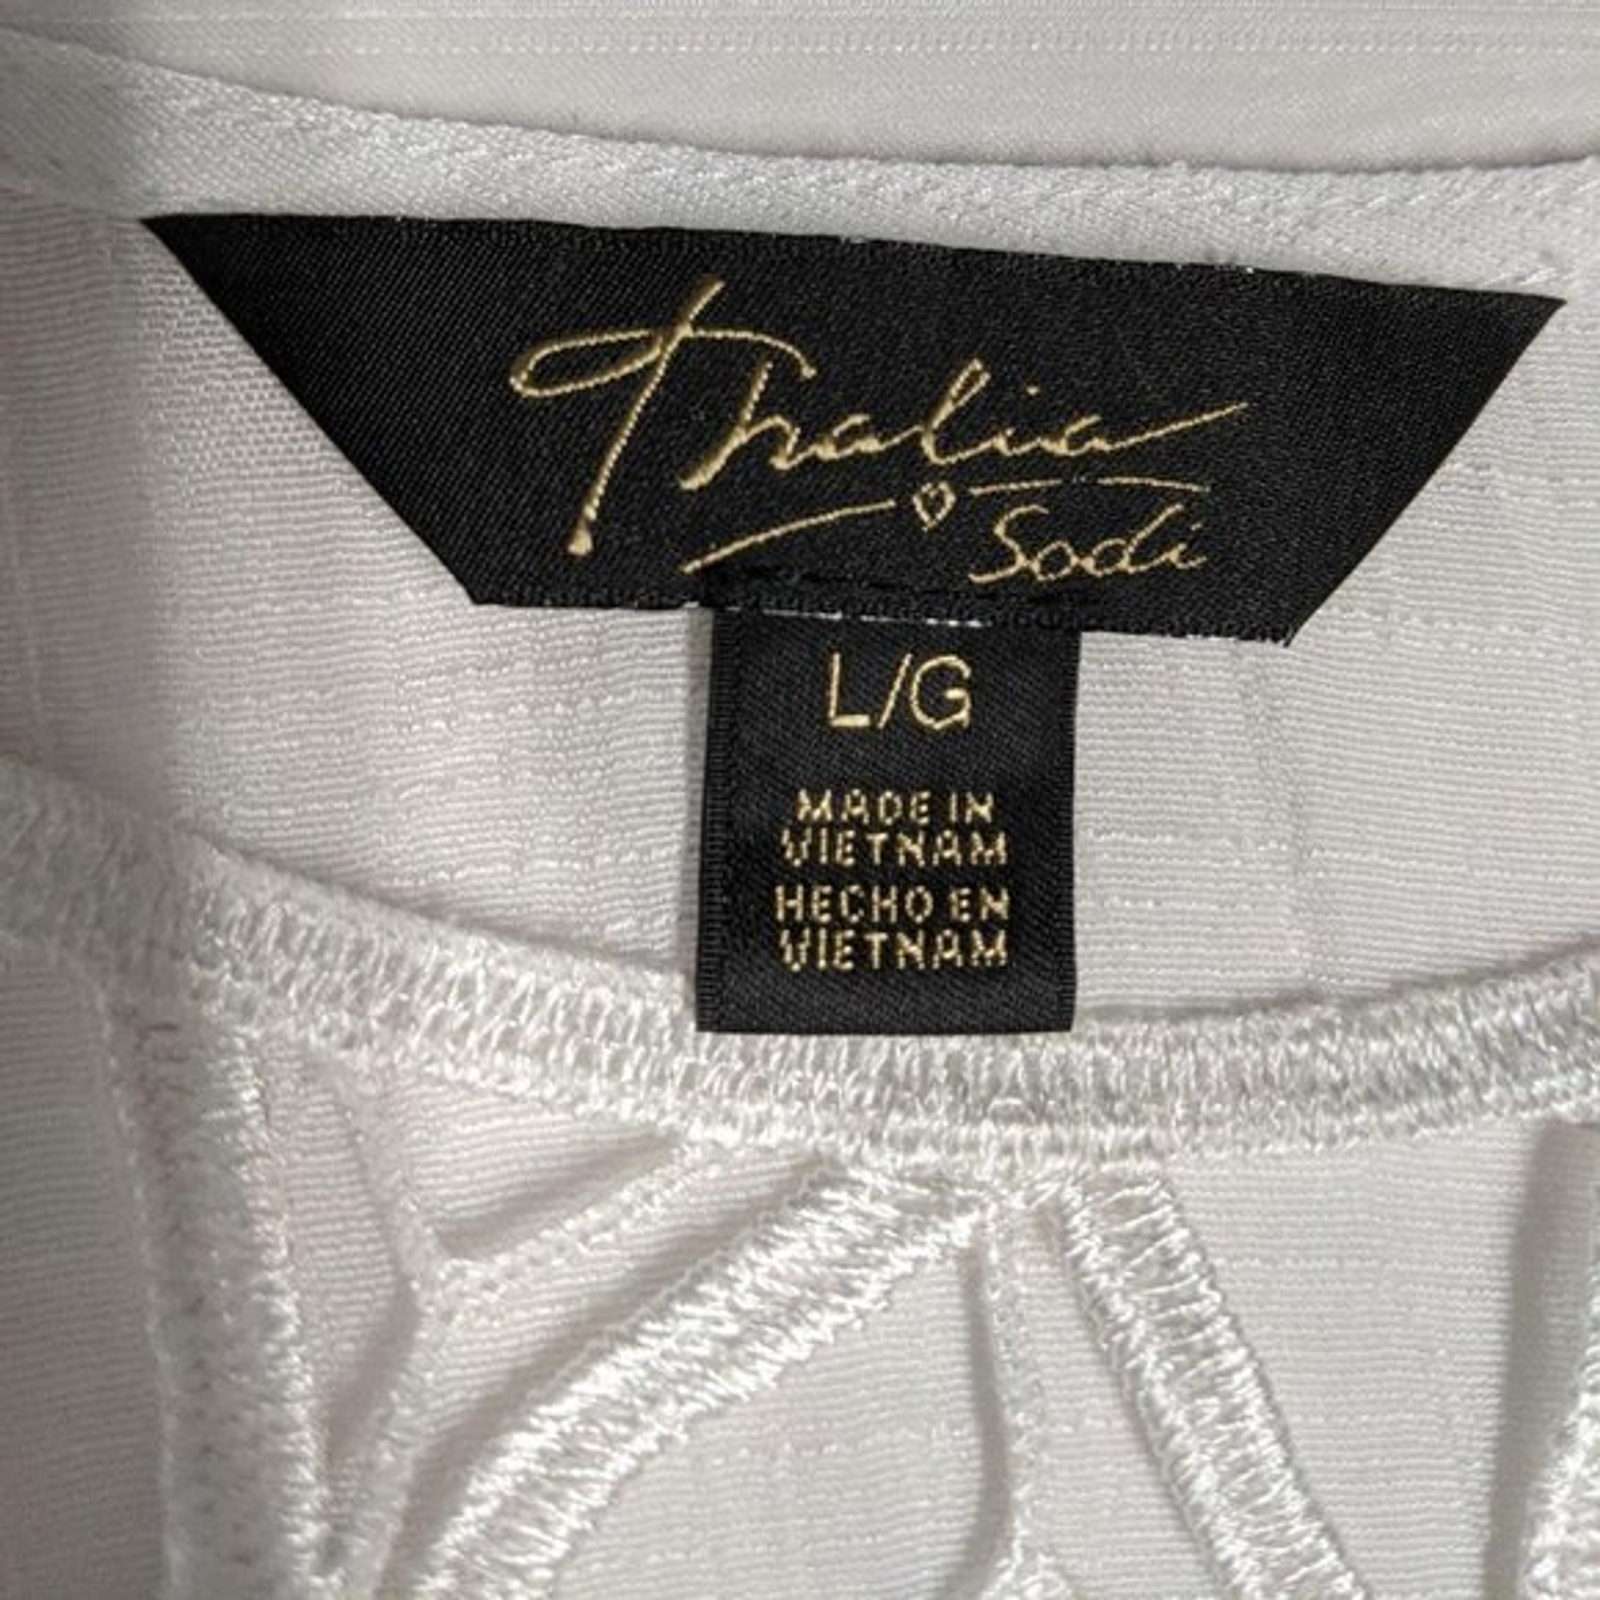 Thalia
Sodi
L/G
MADE IN
VIETNAM
HECHO EN
VIETNAM